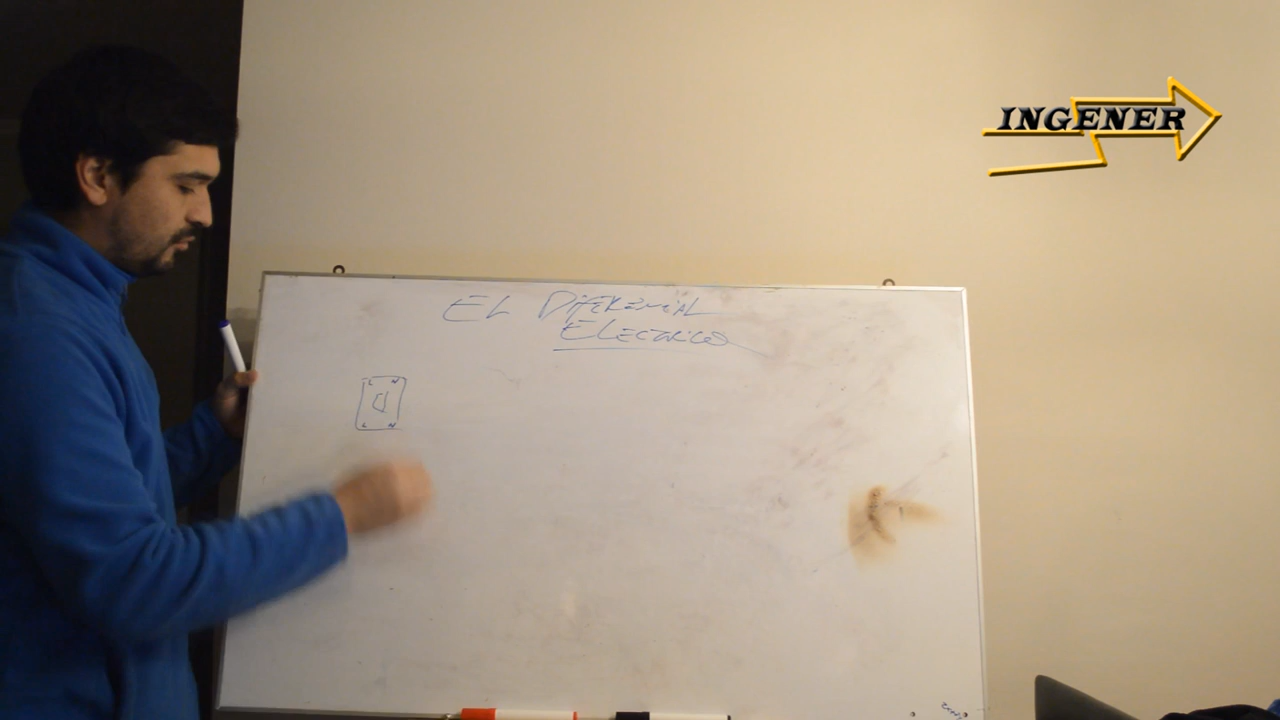 INGENER
EL DIFERENCIAL
ELECTRICO
L N
L N